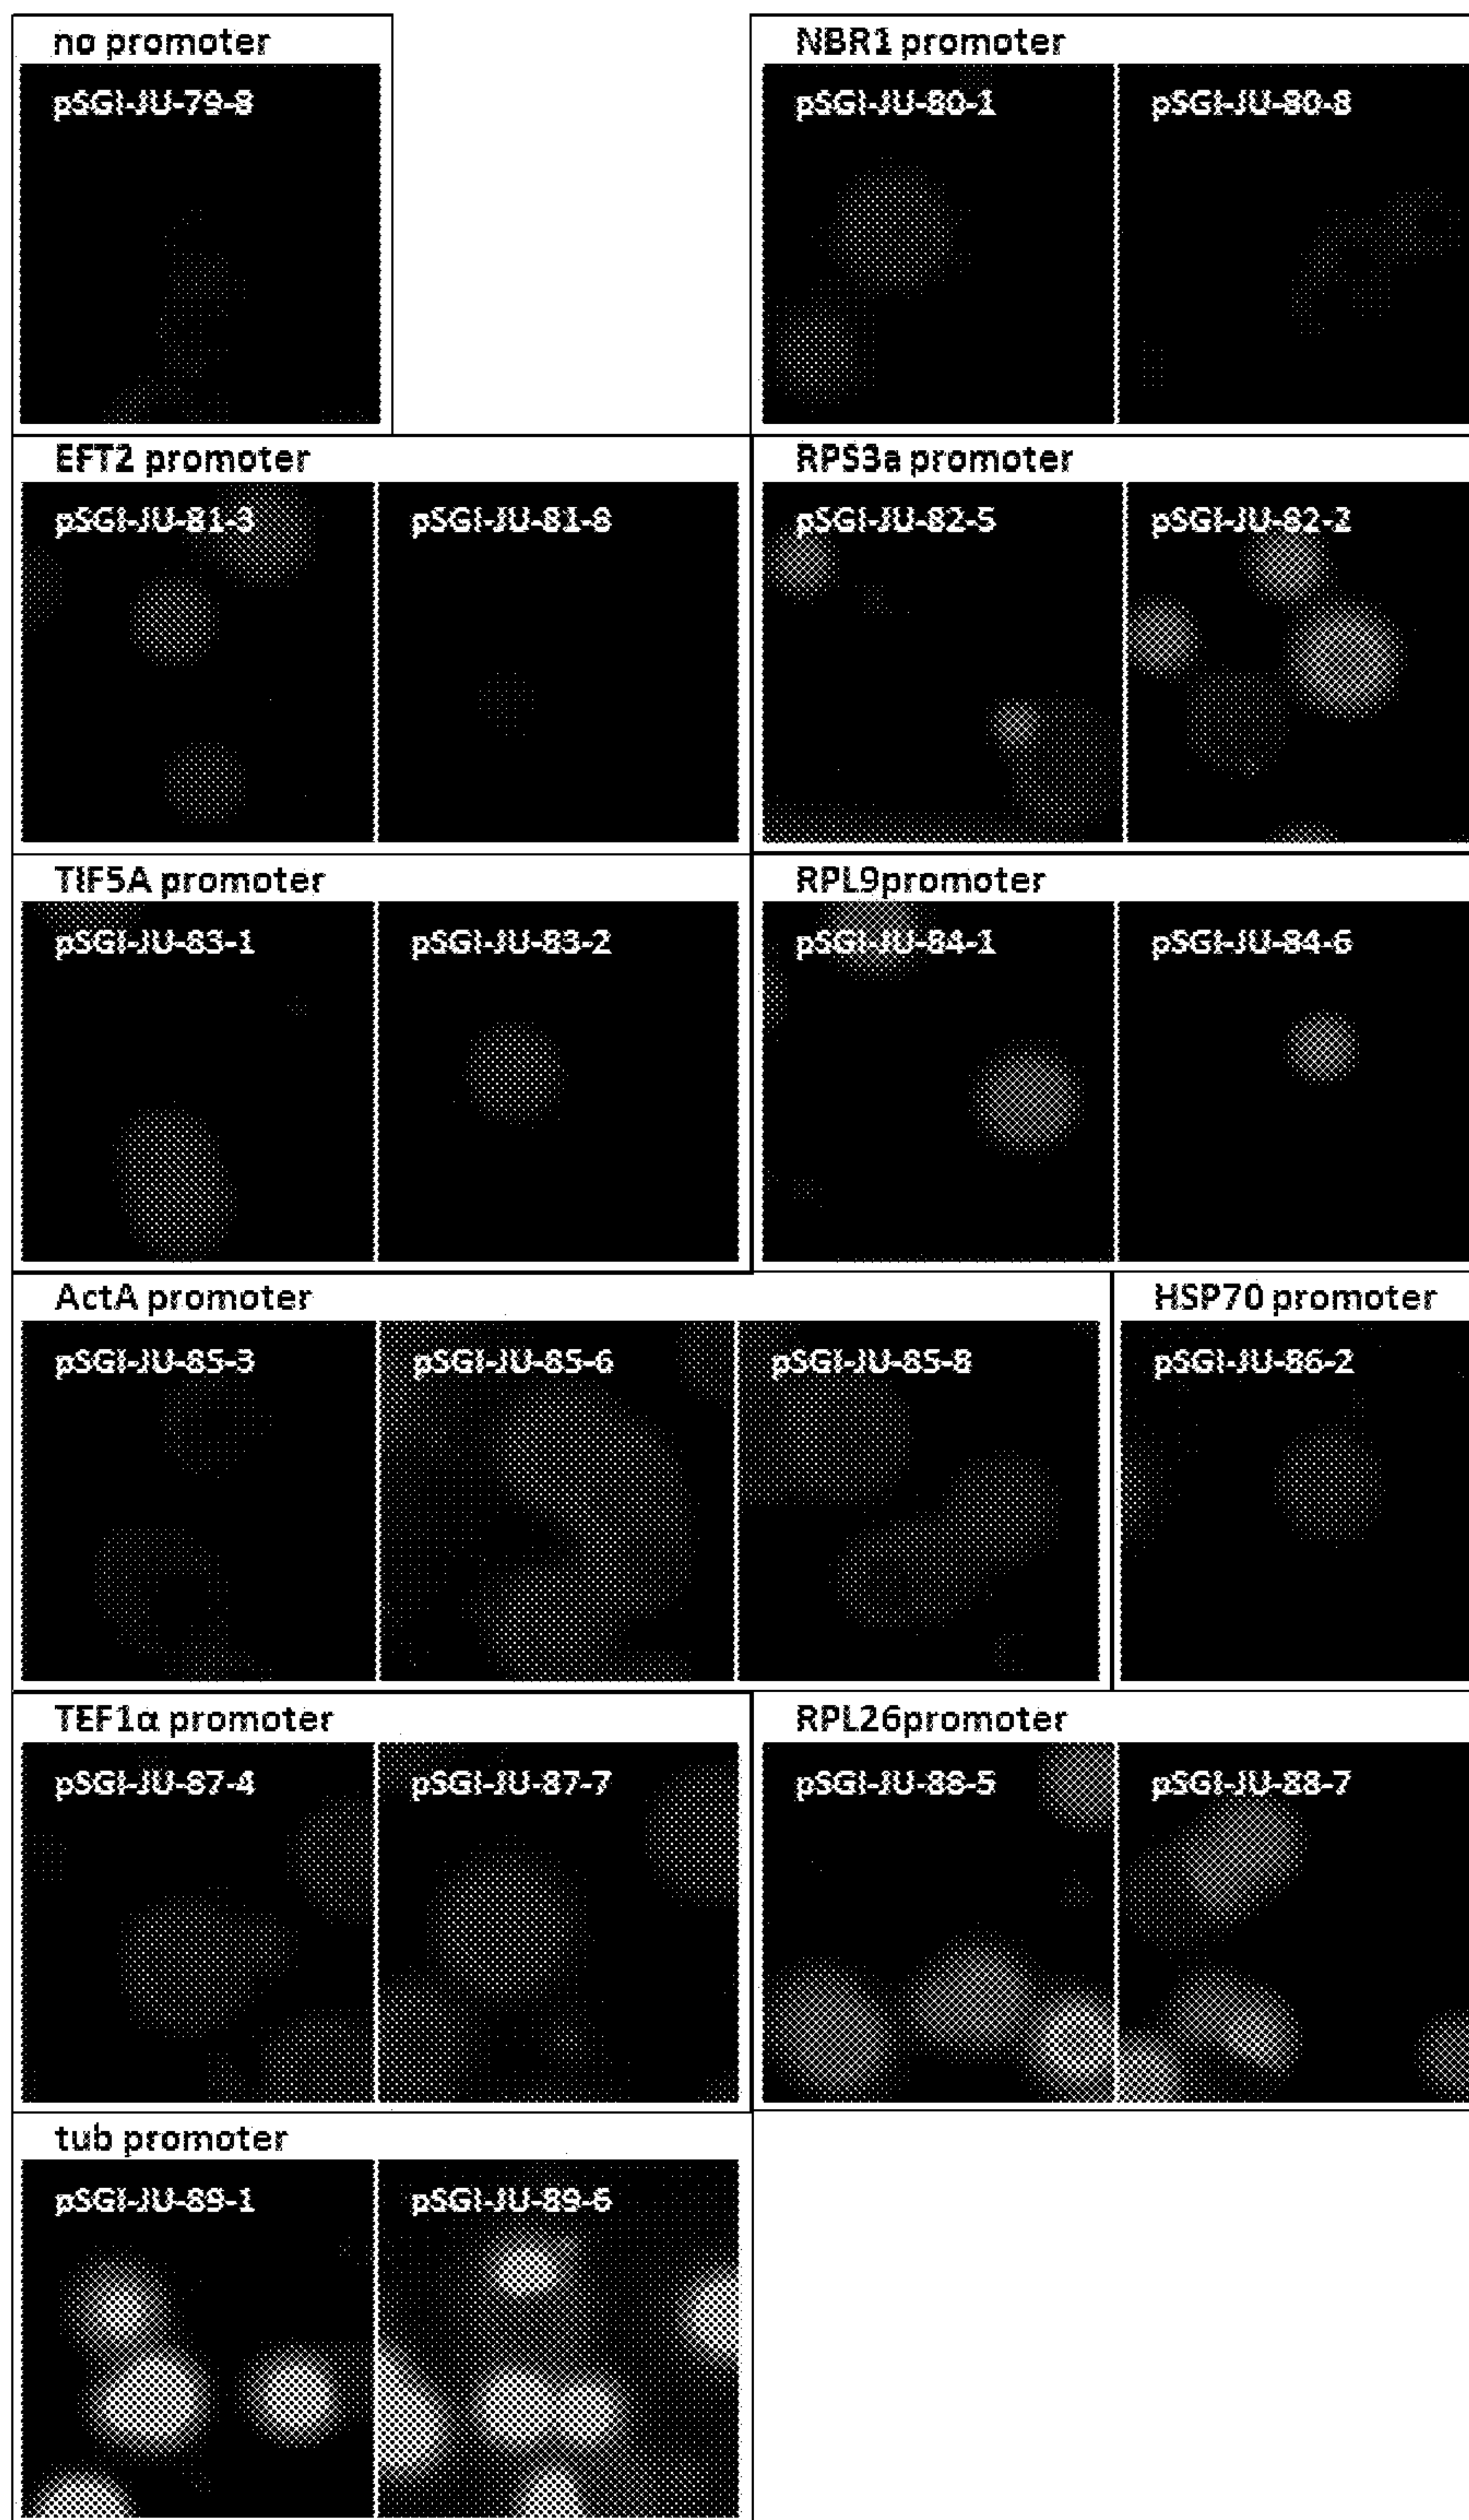 no promoter
pSGI-JU-79-8
NBR1 promoter
pSGI-JU-80-1
pSGI-JU-80-8
EFT2 promoter
pSGI-JU-81-3
pSGI-JU-81-8
RPS3a promoter
pSGI-JU-82-5
pSGI-JU-82-2
TIF5A promoter
pSGI-JU-83-1
pSGI-JU-83-2
RPL9promoter
pSGI-JU-84-1
pSGI-JU-84-6
ActA promoter
pSGI-JU-85-3
pSGI-JU-85-6
pSGI-JU-85-8
HSP70 promoter
pSGI-JU-86-2
TEF1α promoter
pSGI-JU-87-4
pSGI-JU-87-7
RPL26promoter
pSGI-JU-88-5
pSGI-JU-88-7
tub promoter
pSGI-JU-89-1
pSGI-JU-89-6